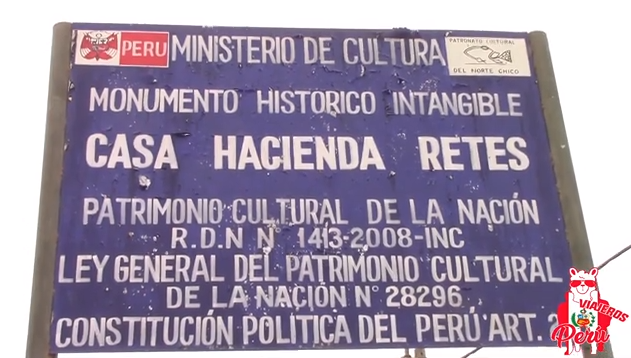 PERU
MINISTERIO DE CULTURA
PATRONATO CULTURAL
DEL NORTE CHICO
MONUMENTO HISTORICO INTANGIBLE
CASA HACIENDA RETES
PATRIMONIO CULTURAL DE LA NACIÓN
R.D.N N° 1413-2008-INC
LEY GENERAL DEL PATRIMONIO CULTURAL
DE LA NACIÓN N° 28296
CONSTITUCIÓN POLITICA DEL PERÚ ART.
VIAJEROS
Perú